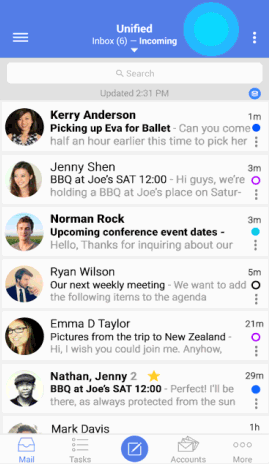 Unified
Inbox (6) — Incoming
Search
Updated 2:31 PM
Kerry Anderson 1m
Picking up Eva for Ballet - Can you come
half an hour earlier this time to pick her
Jenny Shen 3m
BBQ at Joe's SAT 12:00 - Hi guys, we're
holding a BBQ at Joe's place on Satur-
Norman Rock 3m
Upcoming conference event dates -
Hello, Thanks for inquiring about our
Ryan Wilson 5m
Our next weekly meeting - We want to add
the following items to the agenda
Emma D Taylor 21m
Pictures from the trip to New Zealand -
Hi, I wish you could join me. Anyhow,
Nathan, Jenny 2 29m
BBQ at Joe's SAT 12:00 - Perfect! I'll be
there, as always protected from the sun
Mark Davis 1h
Mail Tasks Accounts More